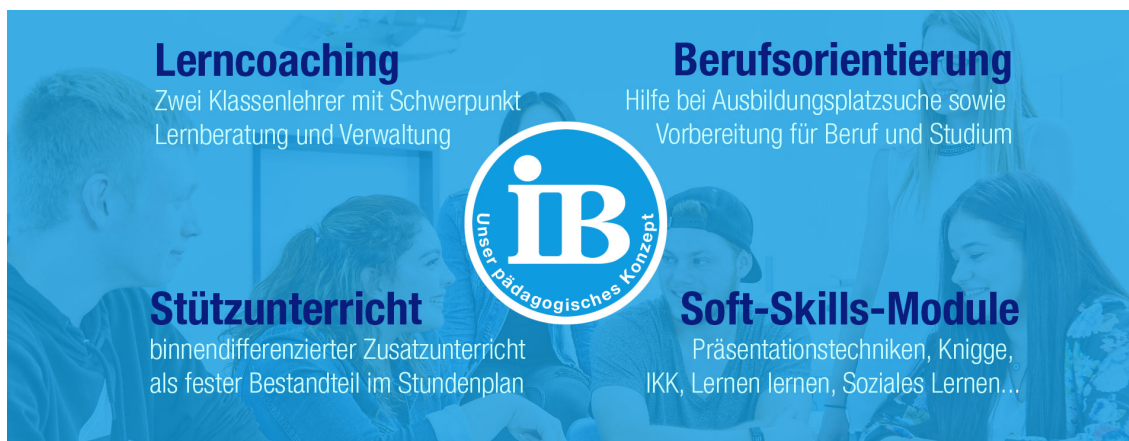 Lerncoaching
Zwei Klassenlehrer mit Schwerpunkt
Lernberatung und Verwaltung
Berufsorientierung
Hilfe bei Ausbildungsplatzsuche sowie
Vorbereitung für Beruf und Studium
iB
Unser pädagogisches Konzept
Stützunterricht
binnendifferenzierter Zusatzunterricht
als fester Bestandteil im Stundenplan
Soft-Skills-Module
Präsentationstechniken, Knigge,
IKK, Lernen lernen, Soziales Lernen...